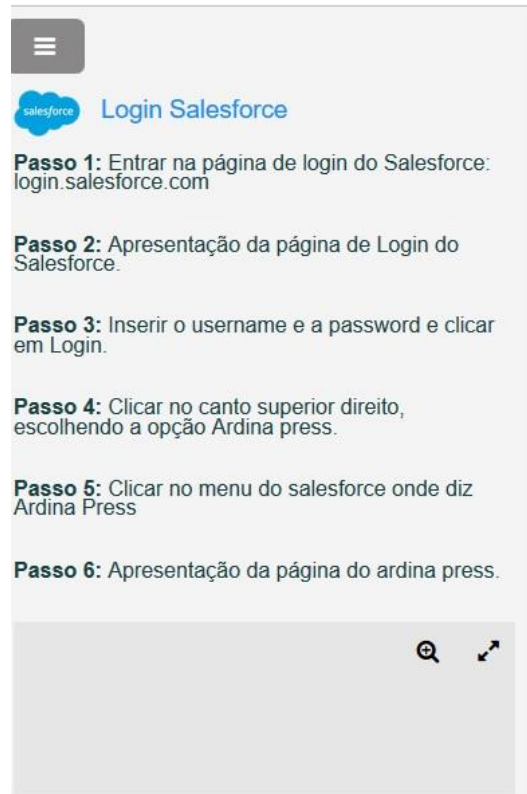 salesforce
Login Salesforce
Passo 1: Entrar na página de login do Salesforce:
login.salesforce.com
Passo 2: Apresentação da página de Login do
Salesforce.
Passo 3: Inserir o username e a password e clicar
em Login.
Passo 4: Clicar no canto superior direito,
escolhendo a opção Ardina press.
Passo 5: Clicar no menu do salesforce onde diz
Ardina Press
Passo 6: Apresentação da página do ardina press.